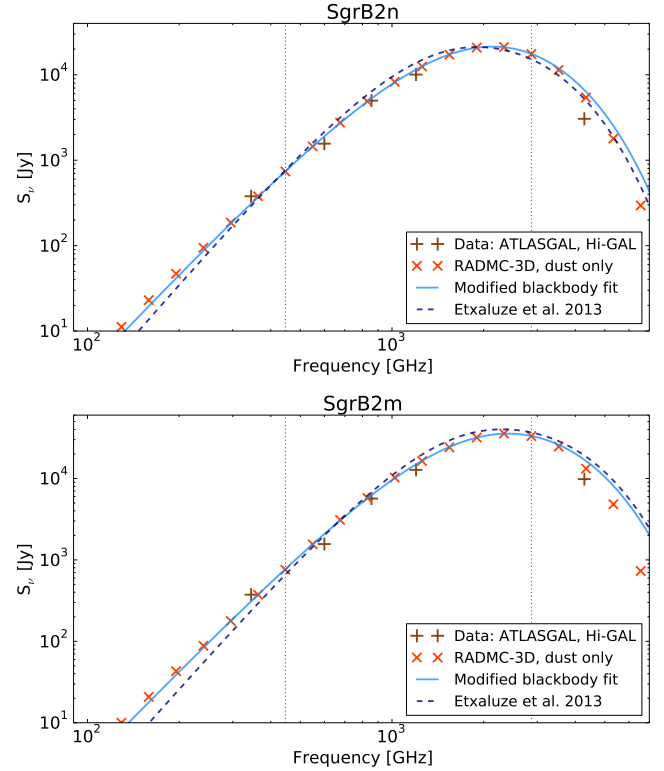 SgrB2n
10^4
10^3
10^2
10^1
S_ν [Jy]
Data: ATLASGAL, Hi-GAL
RADMC-3D, dust only
Modified blackbody fit
Etxaluze et al. 2013
10^2
10^3
Frequency [GHz]
SgrB2m
10^4
10^3
10^2
10^1
S_ν [Jy]
Data: ATLASGAL, Hi-GAL
RADMC-3D, dust only
Modified blackbody fit
Etxaluze et al. 2013
10^2
10^3
Frequency [GHz]